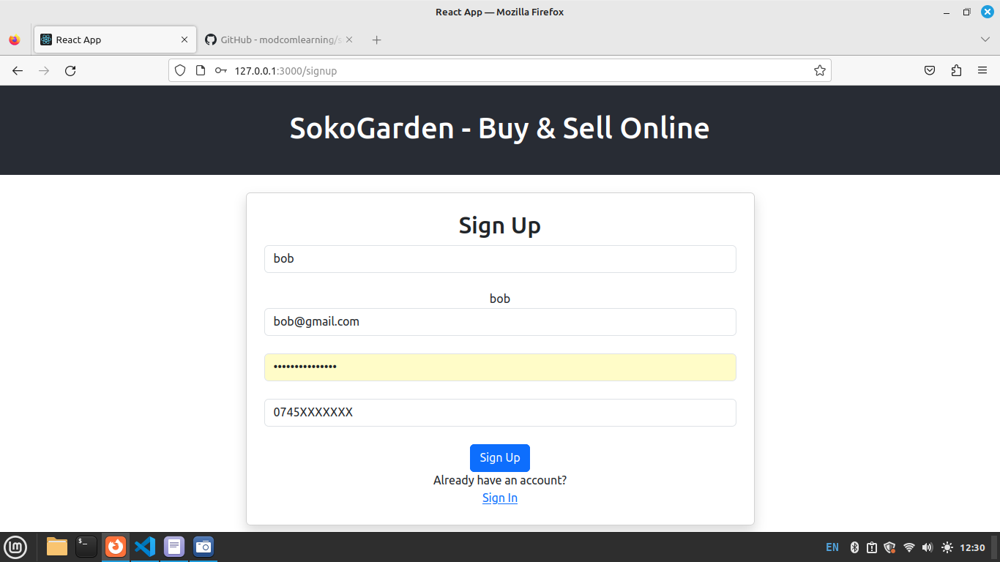 React App — Mozilla Firefox
React App
GitHub - modcomlearning/s
127.0.0.1:3000/signup
SokoGarden - Buy & Sell Online
Sign Up
bob
bob
bob@gmail.com
•••••••••••••••
0745XXXXXXX
Sign Up
Already have an account?
Sign In
$_
EN
12:30